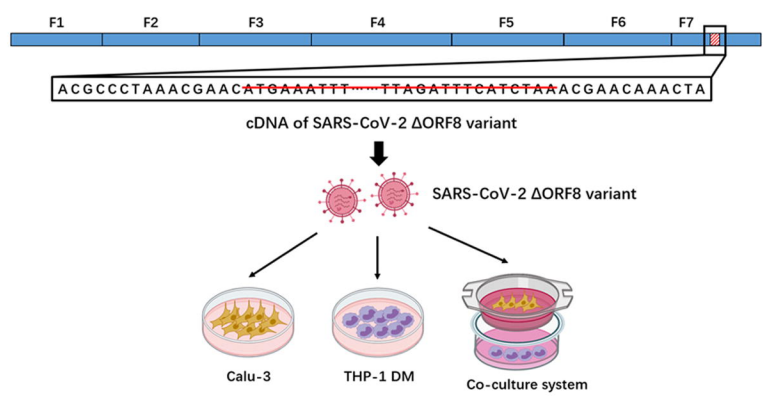 F1 F2 F3 F4 F5 F6 F7
ACGCCCTAAACGAACATGAAATTT......TTAGATTTCATCTAAACGAACAAACTA
cDNA of SARS-CoV-2 ΔORF8 variant
SARS-CoV-2 ΔORF8 variant
Calu-3 THP-1 DM Co-culture system